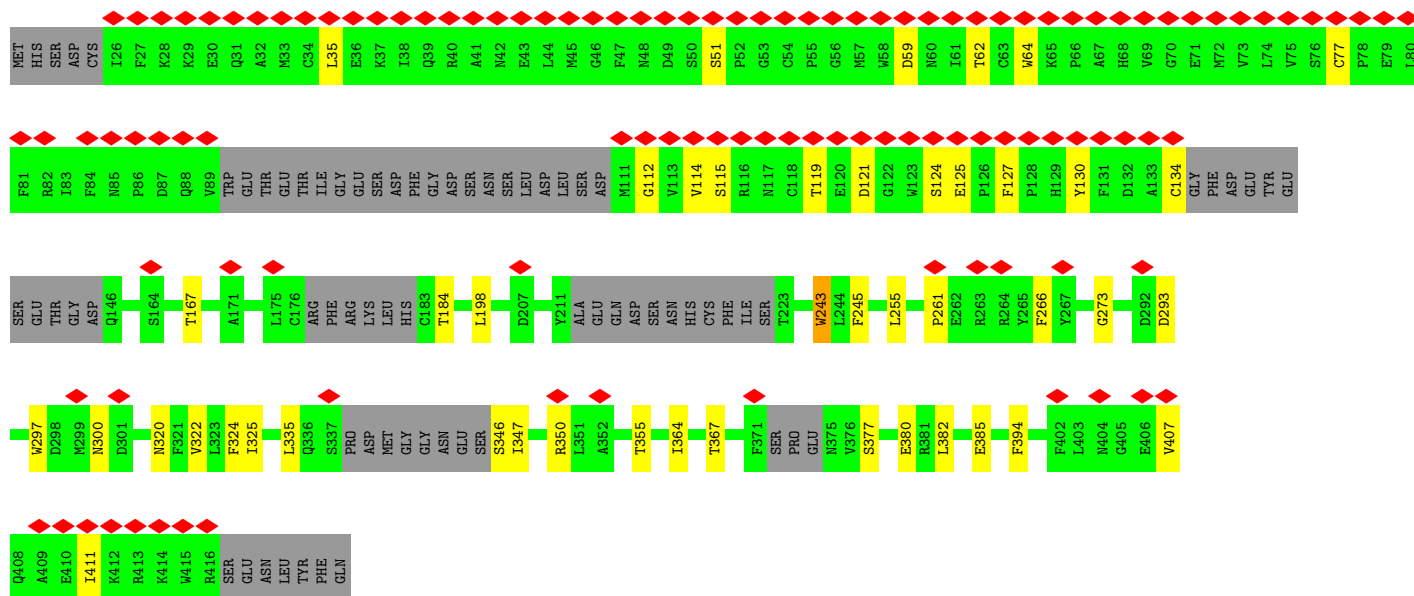 MET HIS SER ASP CYS I26 F27 K28 K29 E30 Q31 A32 M33 C34 L35 E36 K37 I38 Q39 R40 A41 N42 E43 L44 M45 G46 F47 N48 D49 S50 S51 P52 G53 C54 P55 G56 M57 W58 D59 N60 I61 T62 C63 W64 K65 P66 A67 H68 V69 G70 E71 M72 V73 L74 V75 S76 C77 P78 E79 L80
F81 R82 I83 F84 N85 P86 D87 Q88 V89 TRP GLU THR GLU THR ILE GLY GLU SER ASP PHE GLY ASP SER ASN SER LEU ASP LEU SER ASP M111 G112 V113 V114 S115 R116 N117 C118 T119 E120 D121 G122 W123 S124 E125 P126 F127 P128 H129 Y130 F131 D132 A133 C134 GLY PHE ASP GLU TYR GLU
SER GLU THR GLY ASP Q146 S164 T167 A171 L175 C176 ARG PHE ARG LYS LEU HIS C183 T184 L198 D207 Y211 ALA GLU GLN ASP SER ASN HIS CYS PHE ILE SER T223 W243 L244 F245 L255 P261 E262 R263 R264 Y265 F266 Y267 G273 D292 D293
W297 D298 M299 N300 D301 N320 F321 V322 L323 F324 I325 L335 Q336 S337 PRO ASP MET GLY GLY ASN GLU SER S346 I347 R350 L351 A352 T355 I364 T367 F371 SER PRO GLU N375 V376 S377 E380 R381 L382 E385 F394 F402 L403 N404 G405 E406 V407
Q408 A409 E410 I411 K412 R413 K414 W415 R416 SER GLU ASN LEU TYR PHE GLN